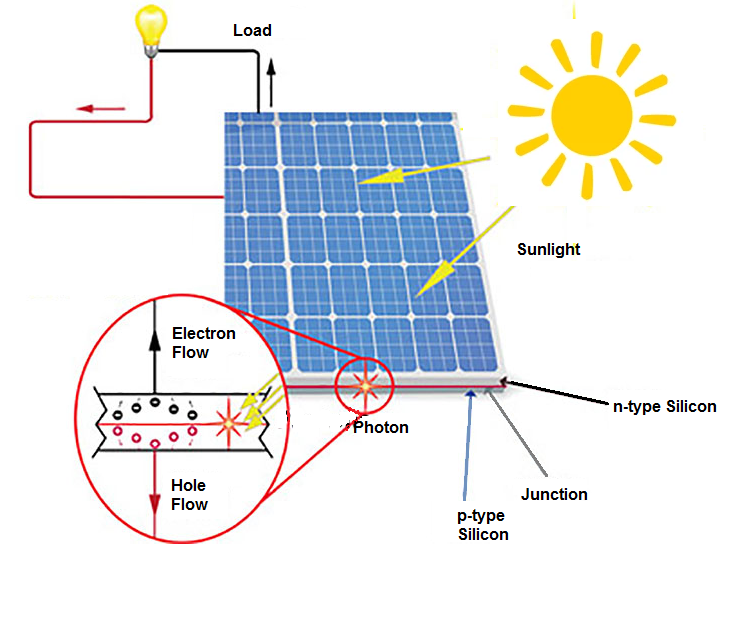 Load
Sunlight
Electron
Flow
n-type Silicon
Photon
Hole
Flow
Junction
p-type
Silicon